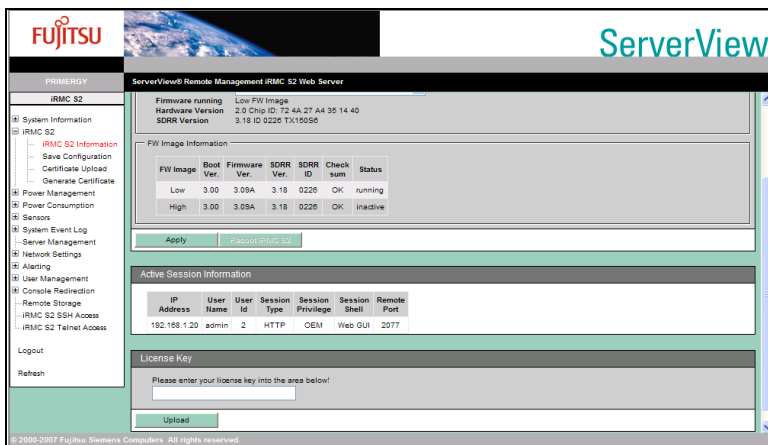 FUJITSU
ServerView
PRIMERGY
ServerView® Remote Management iRMC S2 Web Server
iRMC S2
System Information
iRMC S2
iRMC S2 Information
Save Configuration
Certificate Upload
Generate Certificate
Power Management
Power Consumption
Sensors
System Event Log
Server Management
Network Settings
Alerting
User Management
Console Redirection
Remote Storage
iRMC S2 SSH Access
iRMC S2 Telnet Access
Logout
Refresh
Firmware running Low FW Image
Hardware Version 2.0 Chip ID: 72 4A 27 A4 35 14 40
SDRR Version 3.18 ID 0226 TX150S6
FW Image Information
FW Image Boot Ver. Firmware Ver. SDRR Ver. SDRR ID Check sum Status
Low 3.00 3.09A 3.18 0226 OK running
High 3.00 3.09A 3.18 0226 OK inactive
Apply Reboot iRMC S2
Active Session Information
IP Address User Name User Id Session Type Session Privilege Session Shell Remote Port
192.168.1.20 admin 2 HTTP OEM Web GUI 2077
License Key
Please enter your license key into the area below!
Upload
© 2000-2007 Fujitsu Siemens Computers All rights reserved.